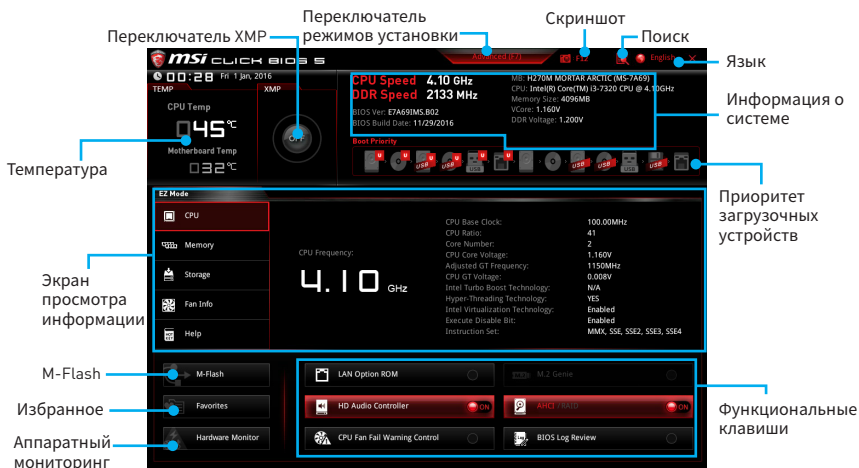 Переключатель XMP
Переключатель
режимов установки
Скриншот
Поиск
Язык
Информация о
системе
Приоритет
загрузочных
устройств
Функциональные
клавиши
Температура
Экран
просмотра
информации
M-Flash
Избранное
Аппаратный
мониторинг
msi CLICK BIOS 5
Advanced (F7)
F12
English
X
00:28 Fri 1 Jan, 2016
TEMP
XMP
CPU Temp
45°C
Motherboard Temp
32°C
OFF
CPU Speed 4.10 GHz
DDR Speed 2133 MHz
BIOS Ver: E7A69IMS.B02
BIOS Build Date: 11/29/2016
MB: H270M MORTAR ARCTIC (MS-7A69)
CPU: Intel(R) Core(TM) i3-7320 CPU @ 4.10GHz
Memory Size: 4096MB
VCore: 1.160V
DDR Voltage: 1.200V
Boot Priority
U U U U USB USB USB USB USB
EZ Mode
CPU
Memory
Storage
Fan Info
Help
CPU Frequency:
4.10 GHz
CPU Base Clock: 100.00MHz
CPU Ratio: 41
Core Number: 2
CPU Core Voltage: 1.160V
Adjusted GT Frequency: 1150MHz
CPU GT Voltage: 0.008V
Intel Turbo Boost Technology: N/A
Hyper-Threading Technology: YES
Intel Virtualization Technology: Enabled
Execute Disable Bit: Enabled
Instruction Set: MMX, SSE, SSE2, SSE3, SSE4
M-Flash
Favorites
Hardware Monitor
LAN Option ROM
M.2 Genie
HD Audio Controller ON
AHCI /RAID ON
CPU Fan Fail Warning Control
BIOS Log Review